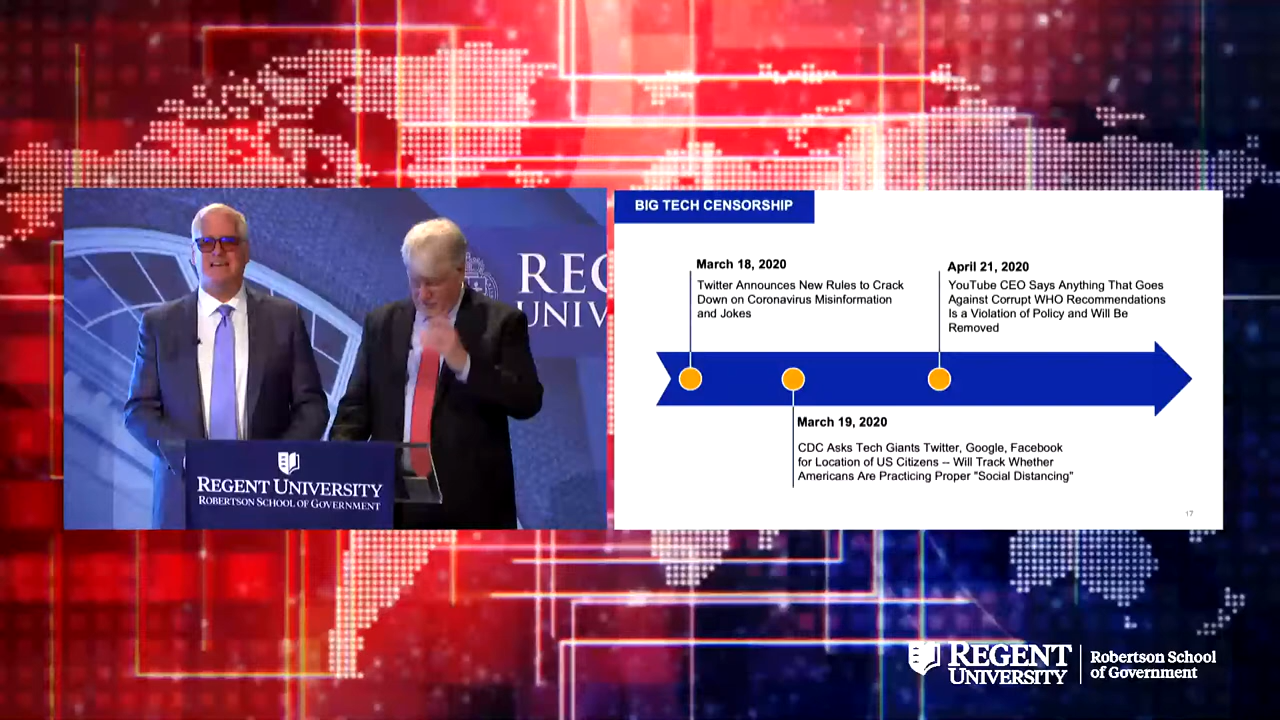 REG
UNIV
REGENT UNIVERSITY
ROBERTSON SCHOOL OF GOVERNMENT
BIG TECH CENSORSHIP
March 18, 2020
Twitter Announces New Rules to Crack
Down on Coronavirus Misinformation
and Jokes
April 21, 2020
YouTube CEO Says Anything That Goes
Against Corrupt WHO Recommendations
Is a Violation of Policy and Will Be
Removed
March 19, 2020
CDC Asks Tech Giants Twitter, Google, Facebook
for Location of US Citizens -- Will Track Whether
Americans Are Practicing Proper "Social Distancing"
17
REGENT
UNIVERSITY
Robertson School
of Government